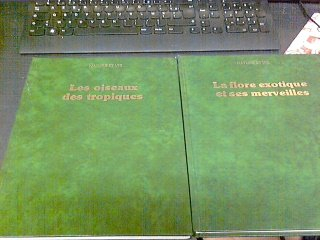 Les oiseaux
des tropiques
La flore exotique
et ses merveilles